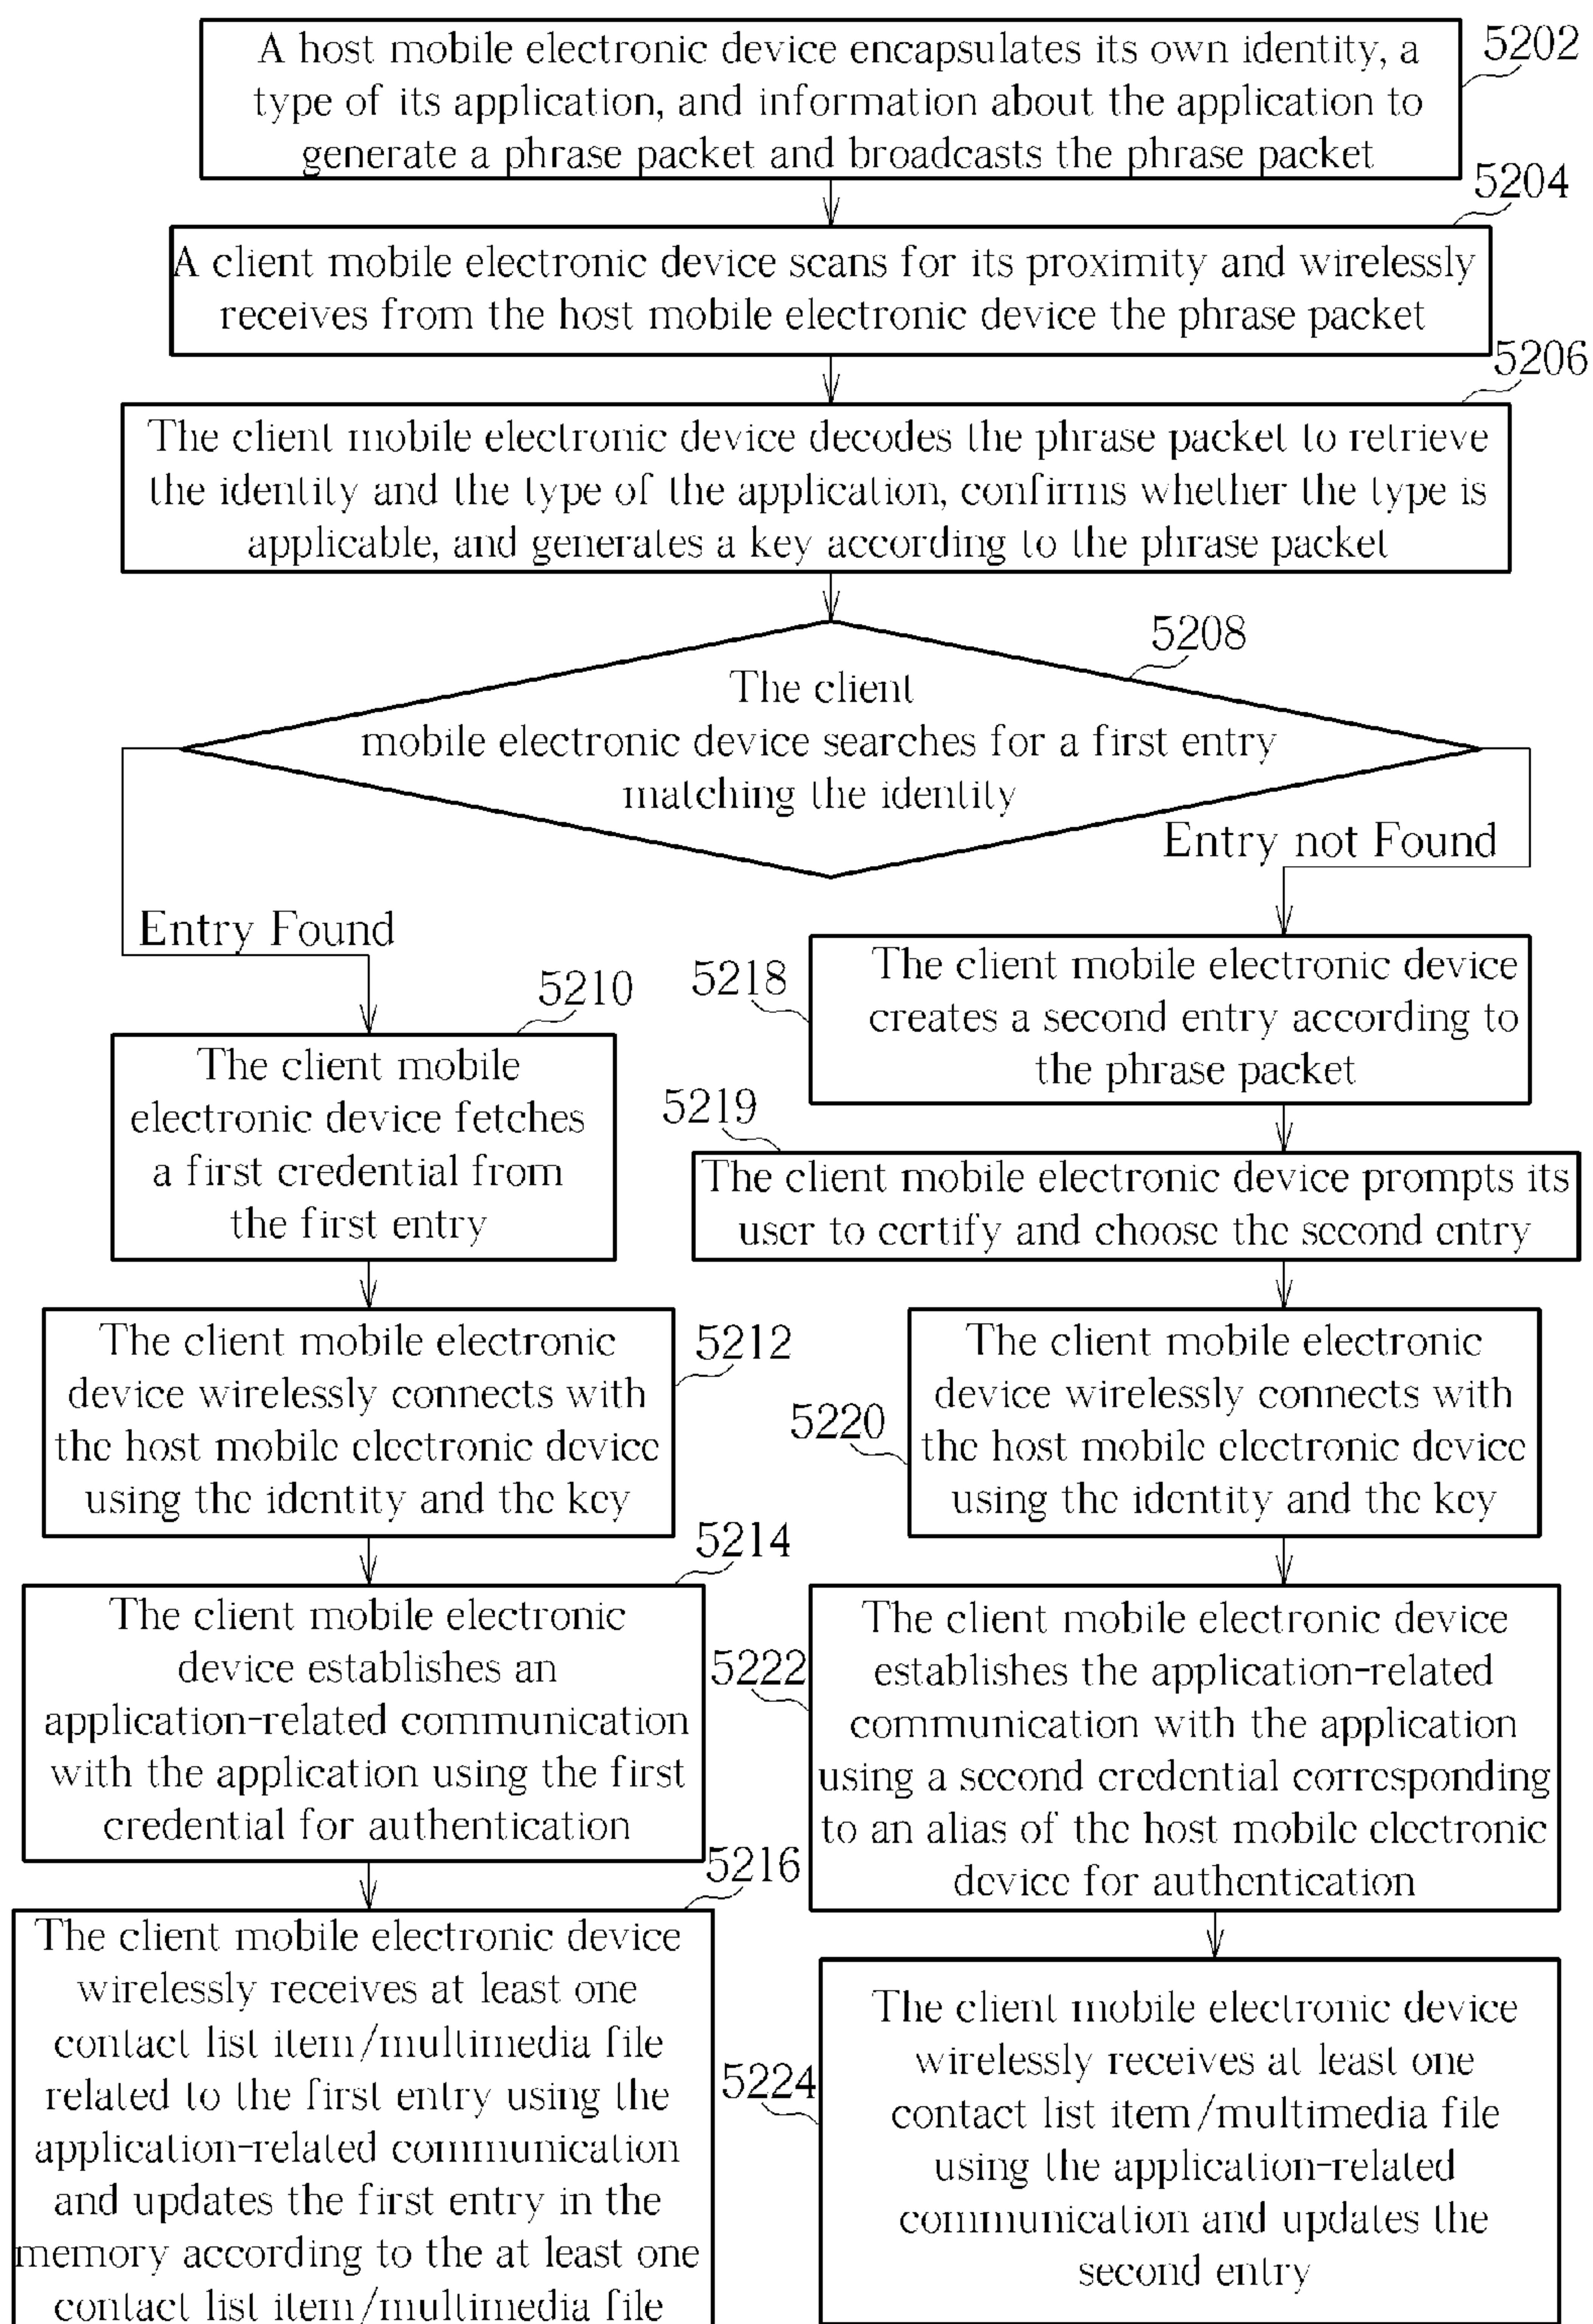 A host mobile electronic device encapsulates its own identity, a
type of its application, and information about the application to
generate a phrase packet and broadcasts the phrase packet
5202
5204
A client mobile electronic device scans for its proximity and wirelessly
receives from the host mobile electronic device the phrase packet
5206
The client mobile electronic device decodes the phrase packet to retrieve
the identity and the type of the application, confirms whether the type is
applicable, and generates a key according to the phrase packet
5208
The client
mobile electronic device searches for a first entry
matching the identity
Entry not Found
Entry Found
5210
The client mobile
electronic device fetches
a first credential from
the first entry
5212
The client mobile electronic
device wirelessly connects with
the host mobile electronic device
using the identity and the key
5214
The client mobile electronic
device establishes an
application-related communication
with the application using the first
credential for authentication
5216
The client mobile electronic device
wirelessly receives at least one
contact list item/multimedia file
related to the first entry using the
application-related communication
and updates the first entry in the
memory according to the at least one
contact list item/multimedia file
5218
The client mobile electronic device
creates a second entry according to
the phrase packet
5219
The client mobile electronic device prompts its
user to certify and choose the second entry
5220
The client mobile electronic
device wirelessly connects with
the host mobile electronic device
using the identity and the key
5222
The client mobile electronic device
establishes the application-related
communication with the application
using a second credential corresponding
to an alias of the host mobile electronic
device for authentication
5224
The client mobile electronic device
wirelessly receives at least one
contact list item/multimedia file
using the application-related
communication and updates the
second entry